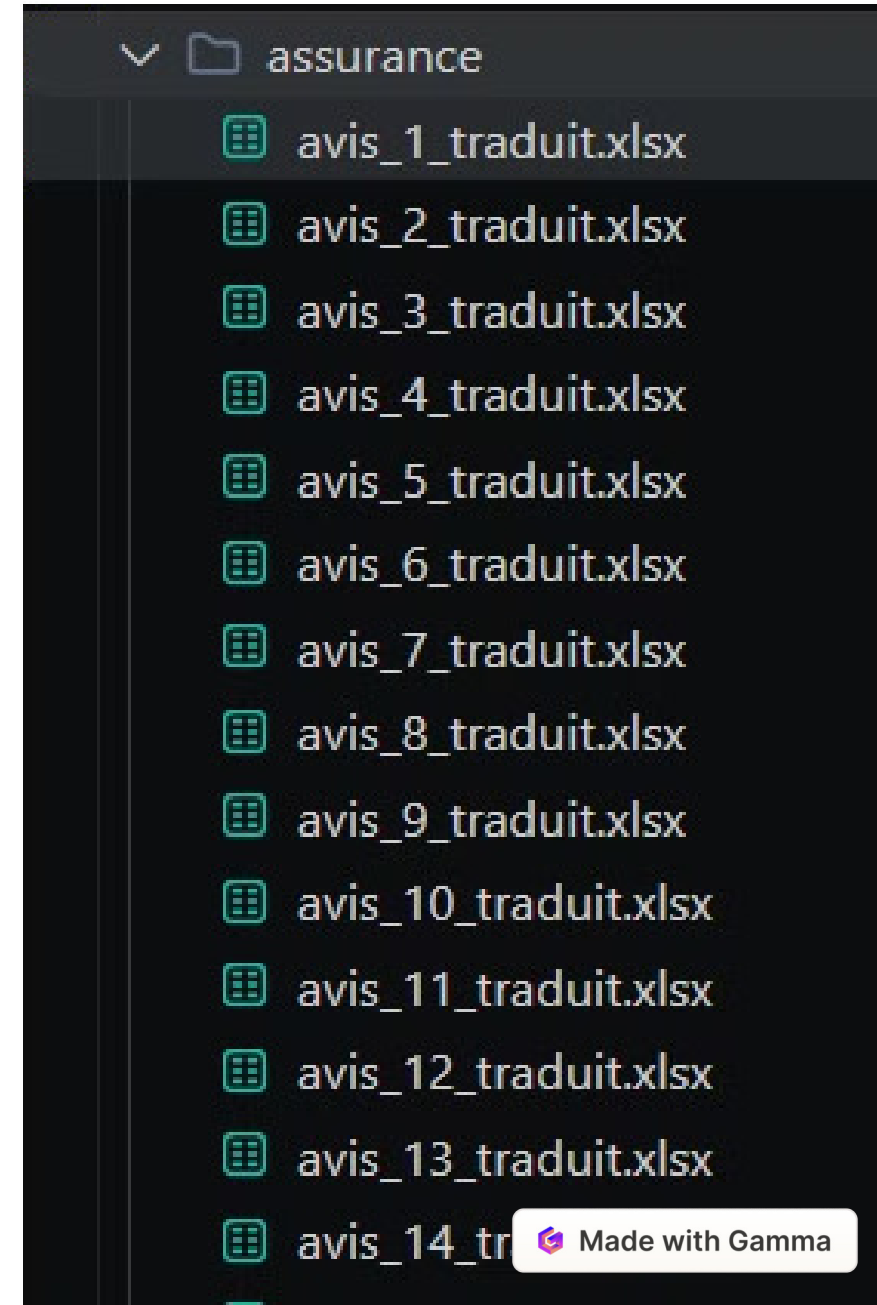 assurance
avis_1_traduit.xlsx
avis_2_traduit.xlsx
avis_3_traduit.xlsx
avis_4_traduit.xlsx
avis_5_traduit.xlsx
avis_6_traduit.xlsx
avis_7_traduit.xlsx
avis_8_traduit.xlsx
avis_9_traduit.xlsx
avis_10_traduit.xlsx
avis_11_traduit.xlsx
avis_12_traduit.xlsx
avis_13_traduit.xlsx
avis_14_tr
Made with Gamma